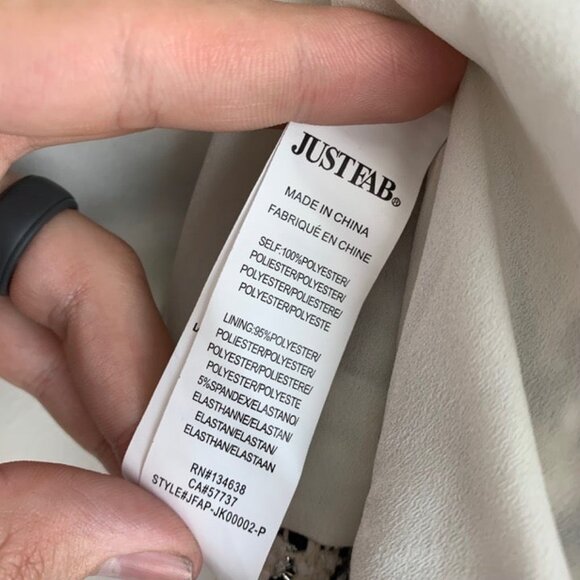 JUSTFAB®
MADE IN CHINA
FABRIQUÉ EN CHINE
SELF:100%POLYESTER/
POLIESTER/POLYESTER/
POLYESTER/POLIESTERE/
POLYESTER/POLYESTE
LINING:95%POLYESTER/
POLIESTER/POLYESTER/
POLYESTER/POLIESTERE/
POLYESTER/POLYESTE
5%SPANDEX/ELASTANO/
ELASTHANNE/ELASTAN/
ELASTAN/ELASTAN/
ELASTHAN/ELASTAAN
RN#134638
CA#57737
STYLE#JFAP-JK00002-P